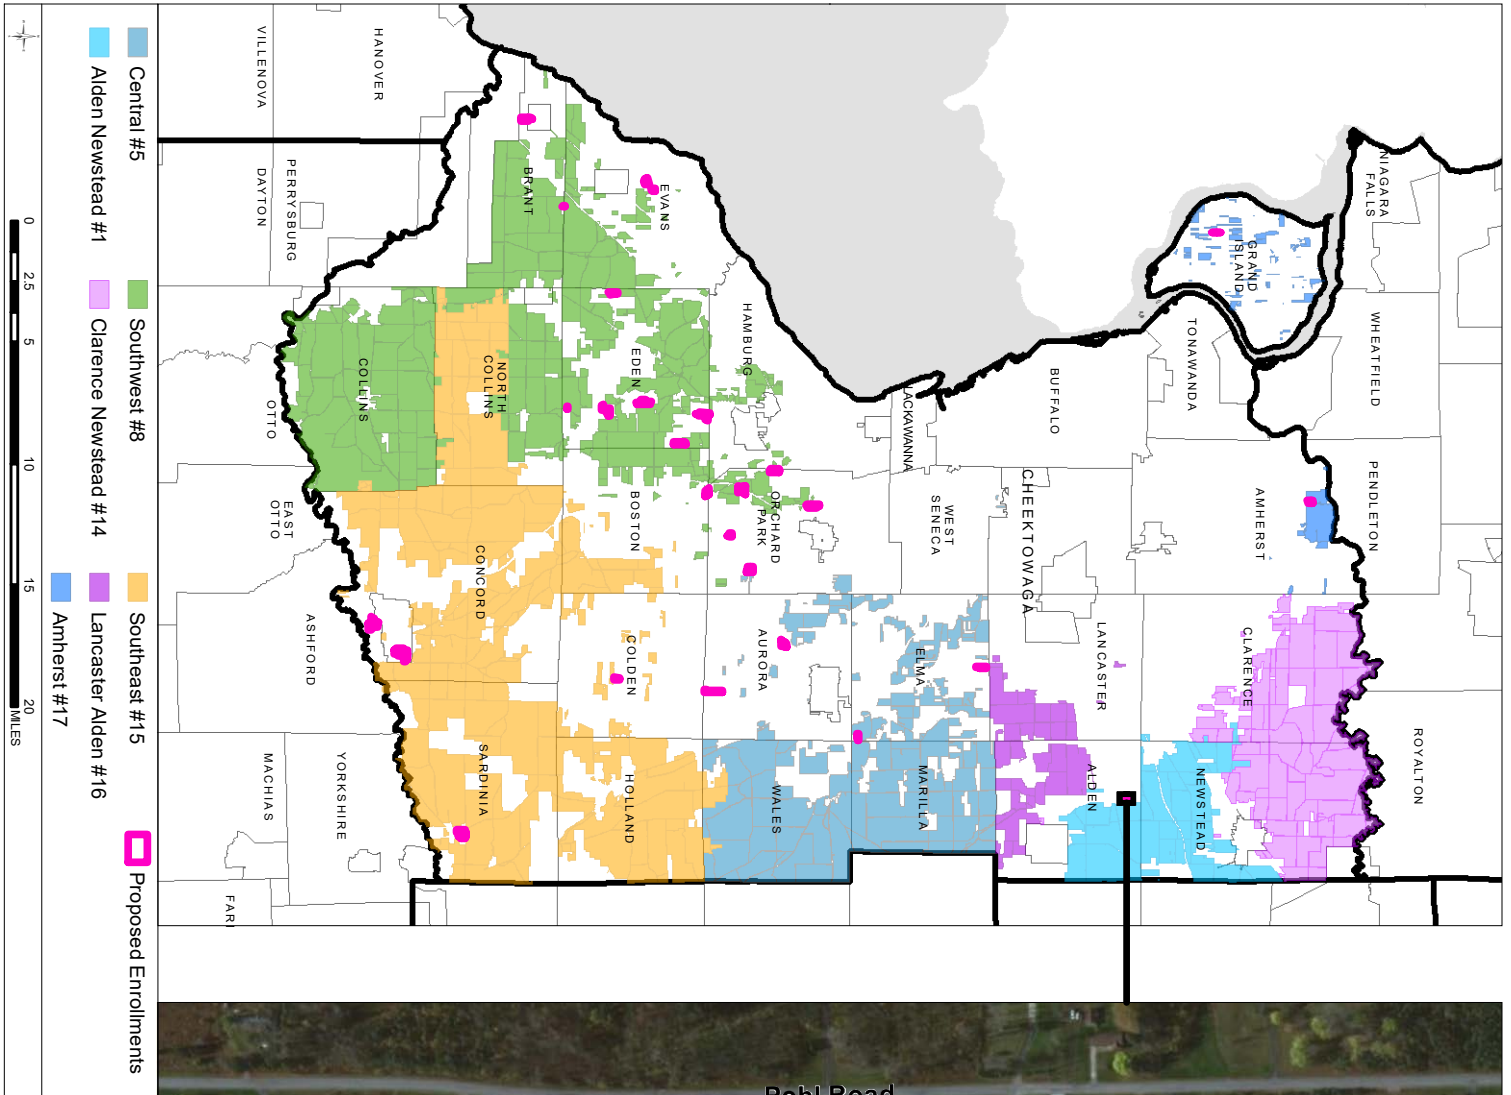 NIAGARA
FALLS
WHEATFIELD
PENDLETON
ROYALTON
GRAND
ISLAND
TONAWANDA
AMHERST
CLARENCE
NEWSTEAD
BUFFALO
CHEEKTOWAGA
LANCASTER
ALDEN
LACKAWANNA
WEST
SENECA
ELMA
MARILLA
HAMBURG
ORCHARD
PARK
AURORA
WALES
EVANS
EDEN
BOSTON
COLDEN
HOLLAND
BRANT
NORTH
COLLINS
CONCORD
SARDINIA
COLLINS
HANOVER
VILLENOVA
PERRYSBURG
DAYTON
OTTO
EAST
OTTO
ASHFORD
YORKSHIRE
MACHIAS
FARI
Pohl Road
Central #5
Southwest #8
Southeast #15
Proposed Enrollments
Alden Newstead #1
Clarence Newstead #14
Lancaster Alden #16
Amherst #17
0 2.5 5 10 15 20
MILES